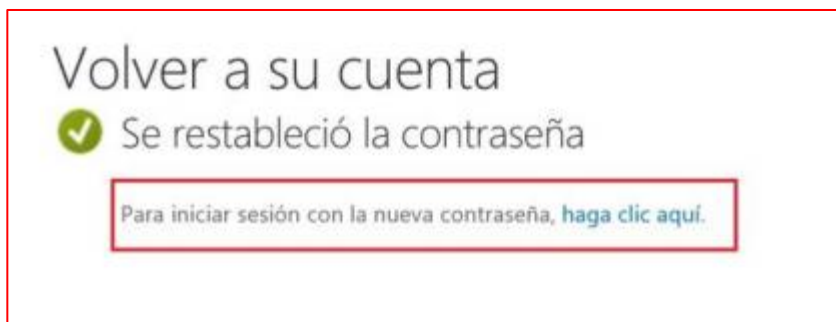 Volver a su cuenta
Se restableció la contraseña
Para iniciar sesión con la nueva contraseña, haga clic aquí.